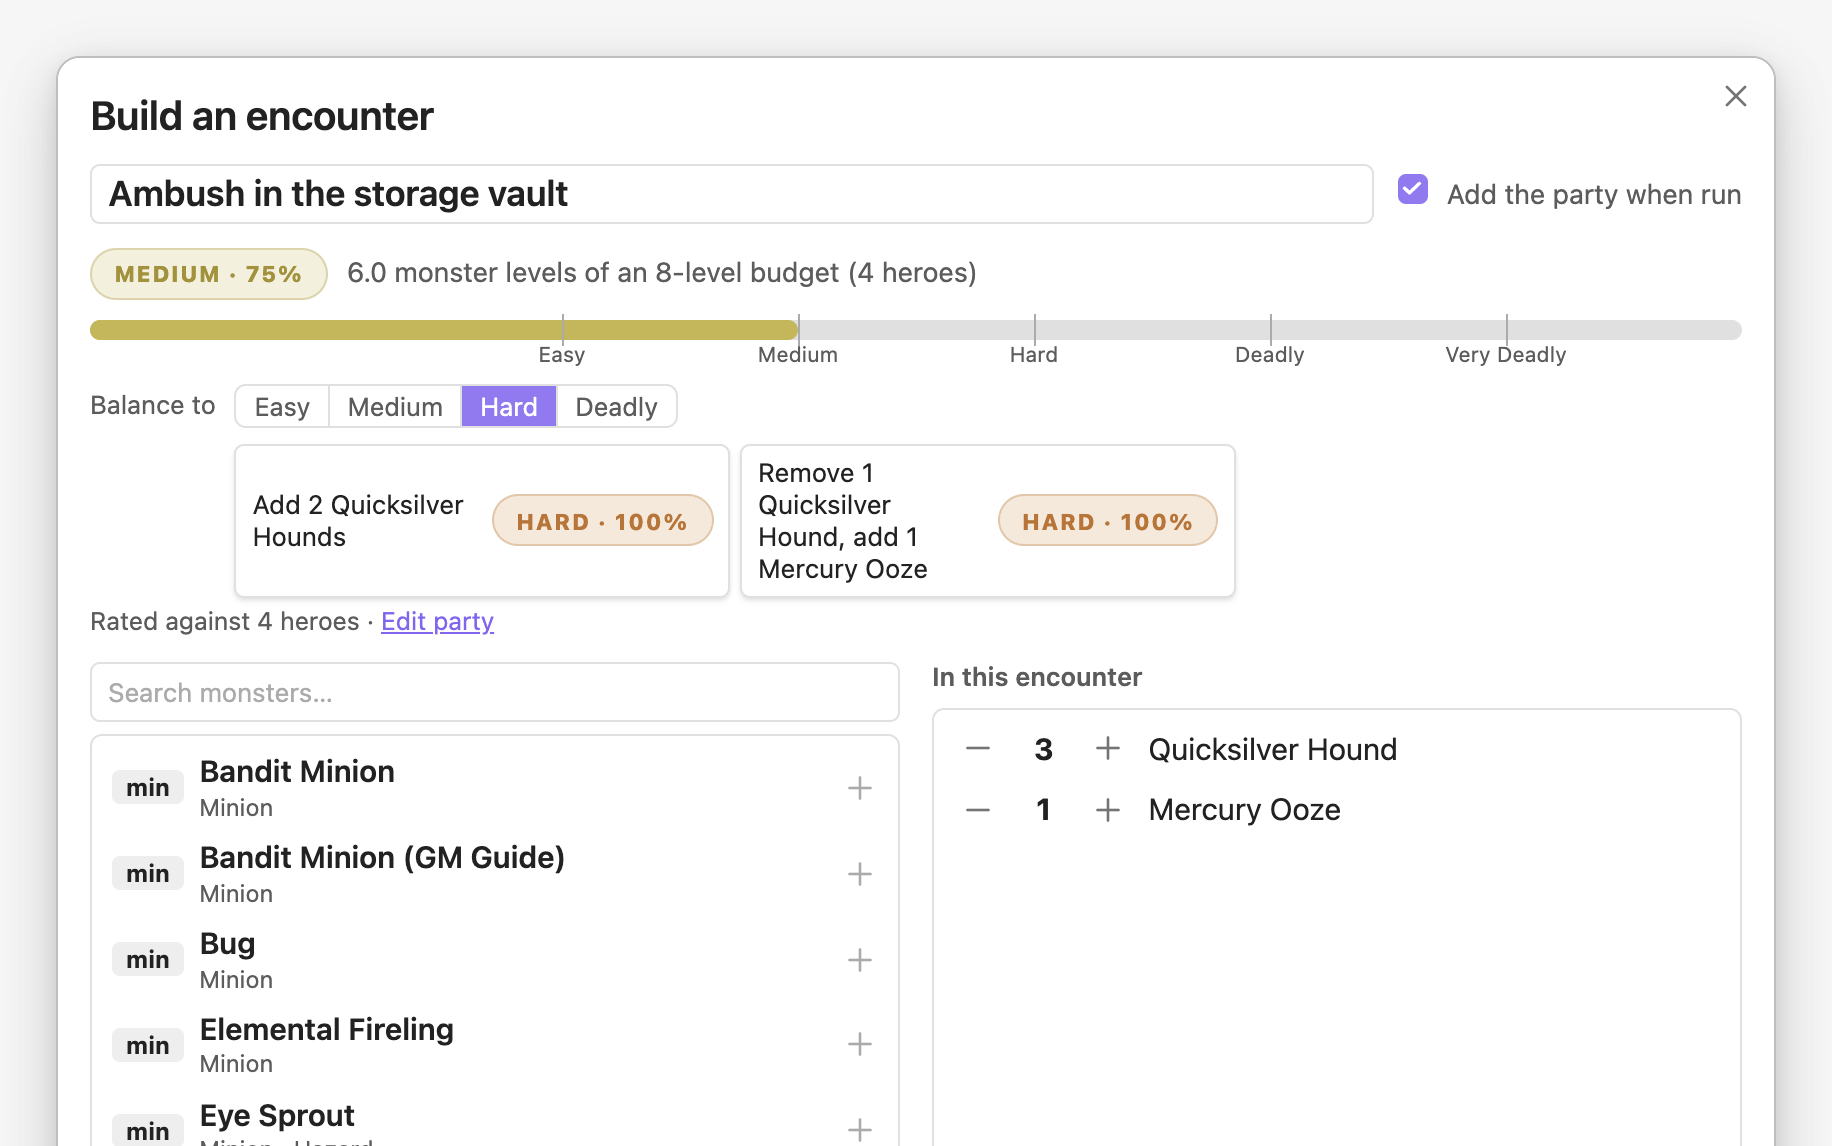 Build an encounter
Ambush in the storage vault
Add the party when run
MEDIUM · 75%
6.0 monster levels of an 8-level budget (4 heroes)
Easy
Medium
Hard
Deadly
Very Deadly
Balance to
Easy
Medium
Hard
Deadly
Add 2 Quicksilver
Hounds
HARD · 100%
Remove 1
Quicksilver
Hound, add 1
Mercury Ooze
HARD · 100%
Rated against 4 heroes · Edit party
Search monsters...
min
Bandit Minion
Minion
min
Bandit Minion (GM Guide)
Minion
min
Bug
Minion
min
Elemental Fireling
Minion
min
Eye Sprout
Minion · Hazard
In this encounter
3
Quicksilver Hound
1
Mercury Ooze